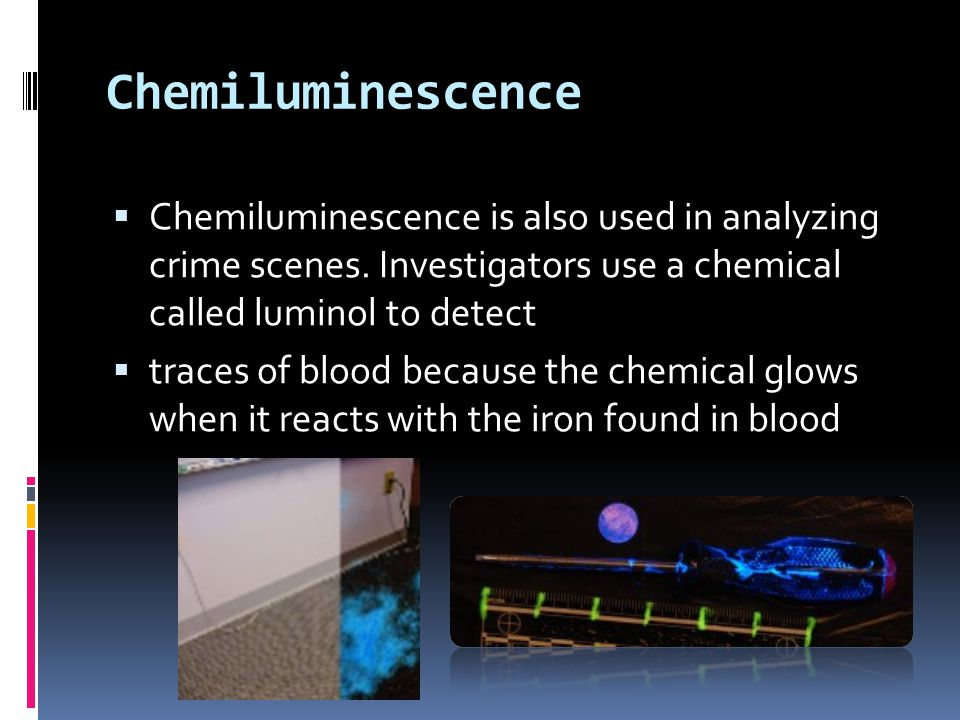 Chemiluminescence
▪ Chemiluminescence is also used in analyzing
crime scenes. Investigators use a chemical
called luminol to detect
▪ traces of blood because the chemical glows
when it reacts with the iron found in blood